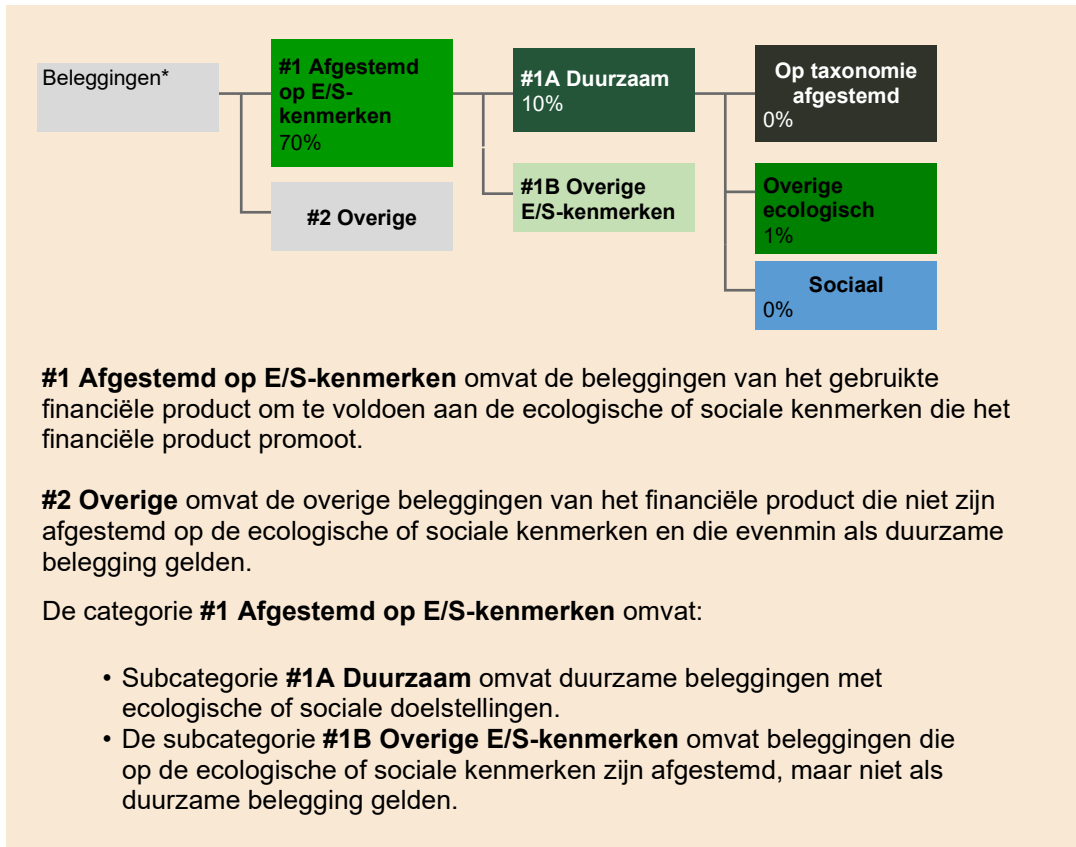 Beleggingen*
#1 Afgestemd
op E/S-
kenmerken
70%
#2 Overige
#1A Duurzaam
10%
#1B Overige
E/S-kenmerken
Op taxonomie
afgestemd
0%
Overige
ecologisch
1%
Sociaal
0%
#1 Afgestemd op E/S-kenmerken omvat de beleggingen van het gebruikte
financiële product om te voldoen aan de ecologische of sociale kenmerken die het
financiële product promoot.
#2 Overige omvat de overige beleggingen van het financiële product die niet zijn
afgestemd op de ecologische of sociale kenmerken en die evenmin als duurzame
belegging gelden.
De categorie #1 Afgestemd op E/S-kenmerken omvat:
• Subcategorie #1A Duurzaam omvat duurzame beleggingen met
ecologische of sociale doelstellingen.
• De subcategorie #1B Overige E/S-kenmerken omvat beleggingen die
op de ecologische of sociale kenmerken zijn afgestemd, maar niet als
duurzame belegging gelden.